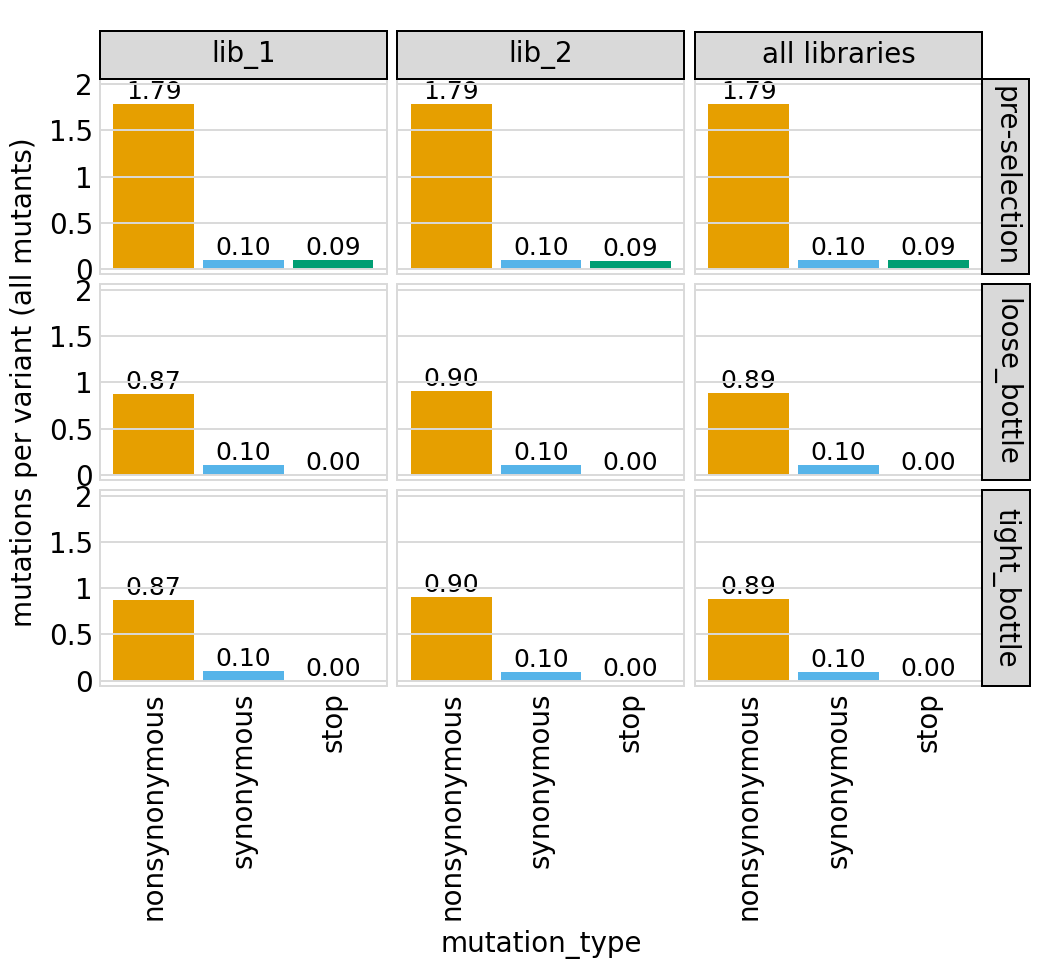 lib_1
lib_2
all libraries
mutations per variant (all mutants)
2
1.5
1
0.5
0
1.79
0.10
0.09
1.79
0.10
0.09
1.79
0.10
0.09
pre-selection
2
1.5
1
0.5
0
0.87
0.10
0.00
0.90
0.10
0.00
0.89
0.10
0.00
loose_bottle
2
1.5
1
0.5
0
0.87
0.10
0.00
0.90
0.10
0.00
0.89
0.10
0.00
tight_bottle
nonsynonymous
synonymous
stop
nonsynonymous
synonymous
stop
nonsynonymous
synonymous
stop
mutation_type